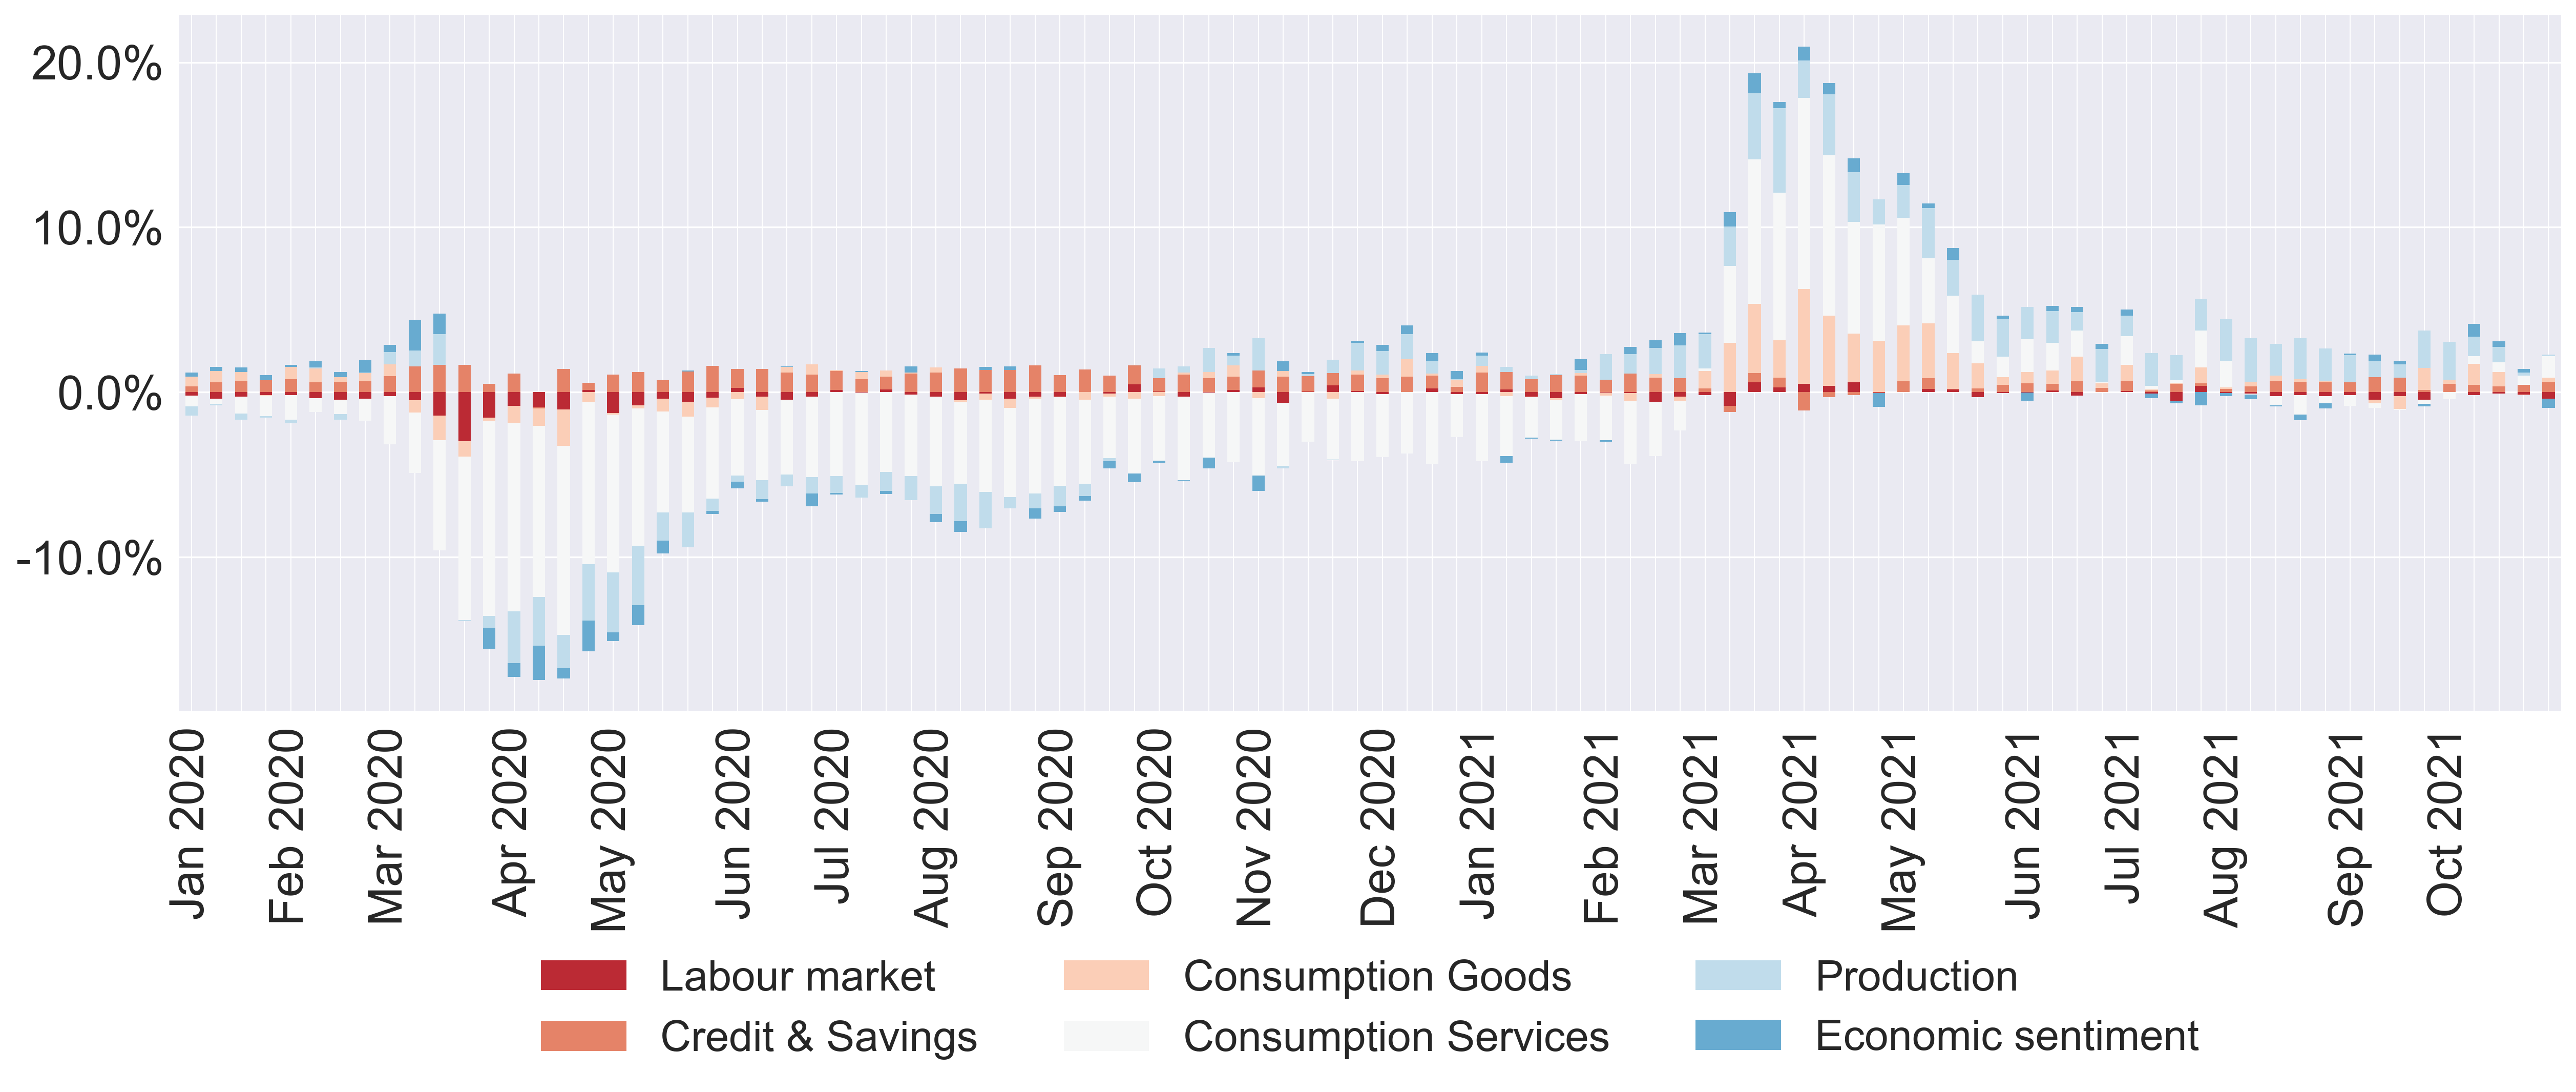 20.0%
10.0%
0.0%
-10.0%
Jan 2020
Feb 2020
Mar 2020
Apr 2020
May 2020
Jun 2020
Jul 2020
Aug 2020
Sep 2020
Oct 2020
Nov 2020
Dec 2020
Jan 2021
Feb 2021
Mar 2021
Apr 2021
May 2021
Jun 2021
Jul 2021
Aug 2021
Sep 2021
Oct 2021
Labour market
Consumption Goods
Production
Credit & Savings
Consumption Services
Economic sentiment